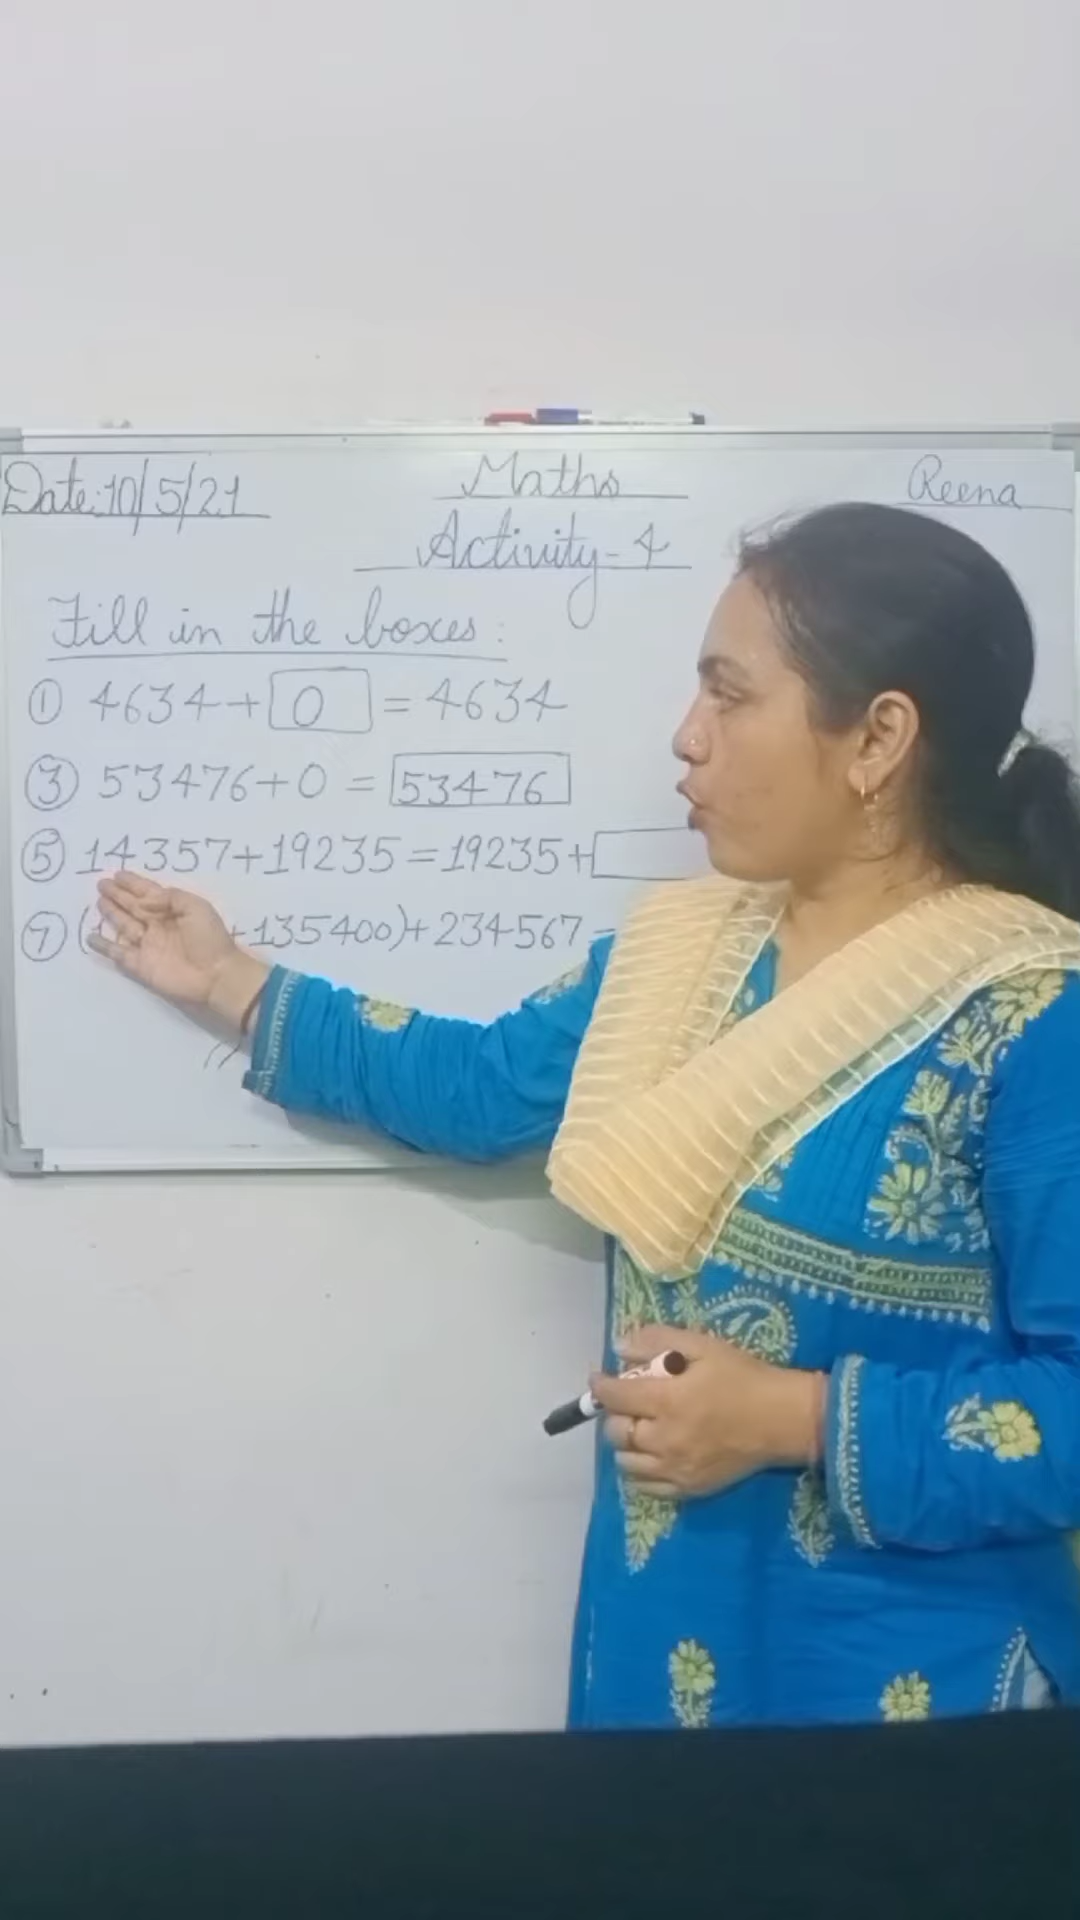 Date:10/5/21
Maths
Reena
Activity-4
Fill in the boxes:
① 4634+ 0 = 4634
③ 53476+0 = 53476
⑤ 14357+19235=19235+
⑦ ( +135400)+234567 =